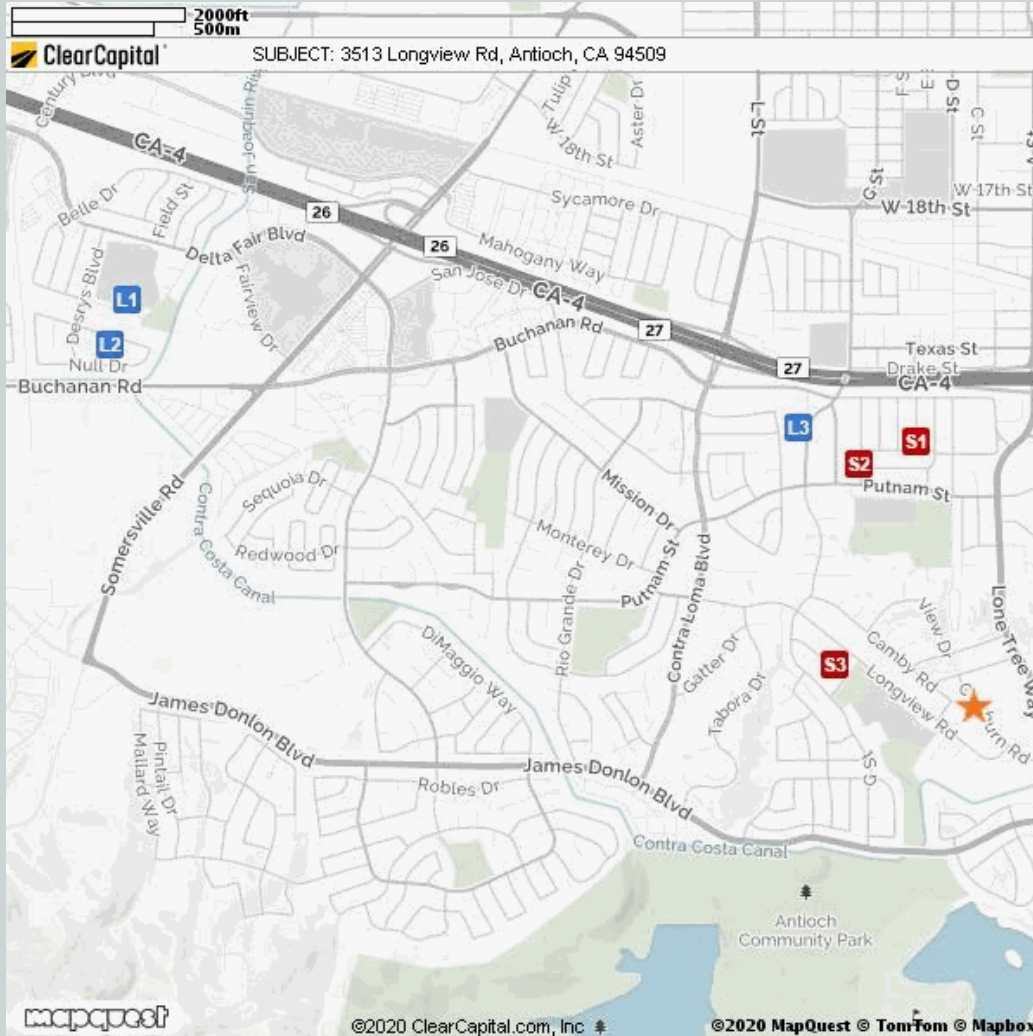 2000ft
500m
ClearCapital
SUBJECT: 3513 Longview Rd, Antioch, CA 94509
Century Blvd
CA-4
San Joaquin
Tulip
Aster Dr
W 18th St
L St
F St
D St
C St
G St
W 17th St
W 18th St
Sycamore Dr
Belle Dr
Field St
26
Delta Fair Blvd
26
Mahogany Way
San Jose Dr
CA-4
Fairview Dr
Desrys Blvd
L1
L2
Null Dr
Buchanan Rd
Buchanan Rd
27
27
Texas St
Drake St
CA-4
L3
S1
S2
Putnam St
Somersville Rd
Sequoia Dr
Redwood Dr
Contra Costa Canal
Mission Dr
Monterey Dr
Putnam St
Rio Grande Dr
Contra Loma Blvd
DiMaggio Way
Gatter Dr
Tabora Dr
S3
View Dr
Camby Rd
Longview Rd
Lone Tree Way
G St
James Donlon Blvd
Pintail Dr
Mallard Way
Robles Dr
James Donlon Blvd
Contra Costa Canal
Antioch
Community Park
mapquest
©2020 ClearCapital.com, Inc
©2020 MapQuest © TomTom © Mapbo